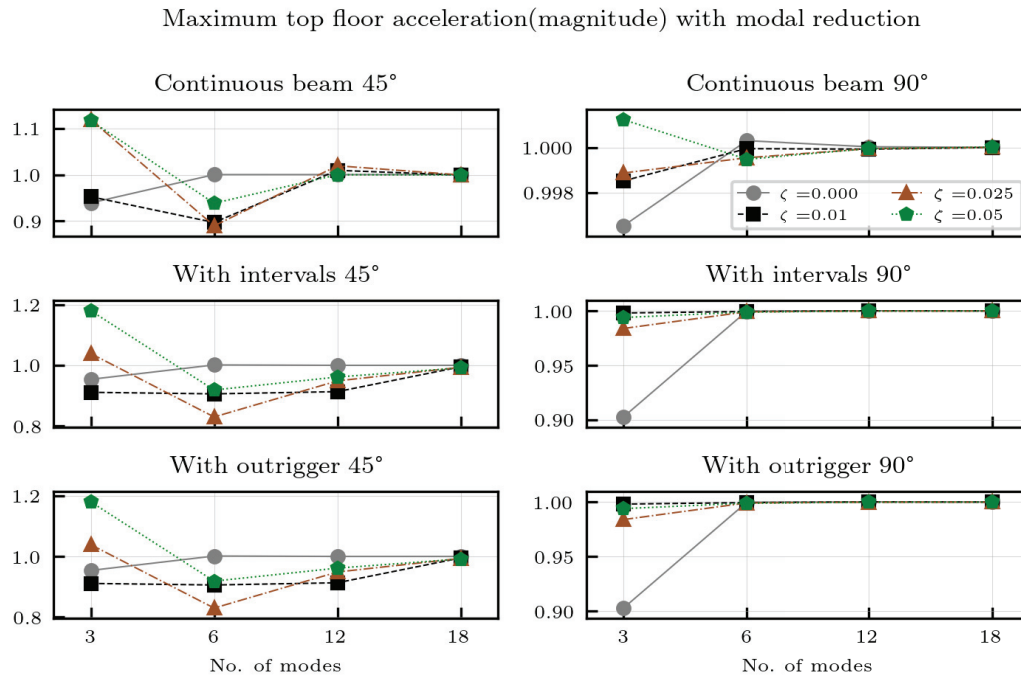 Maximum top floor acceleration(magnitude) with modal reduction
Continuous beam 45°
1.1
1.0
0.9
Continuous beam 90°
1.000
0.998
ζ =0.000
ζ =0.01
ζ =0.025
ζ =0.05
With intervals 45°
1.2
1.0
0.8
With intervals 90°
1.00
0.95
0.90
With outrigger 45°
1.2
1.0
0.8
3 6 12 18
No. of modes
With outrigger 90°
1.00
0.95
0.90
3 6 12 18
No. of modes